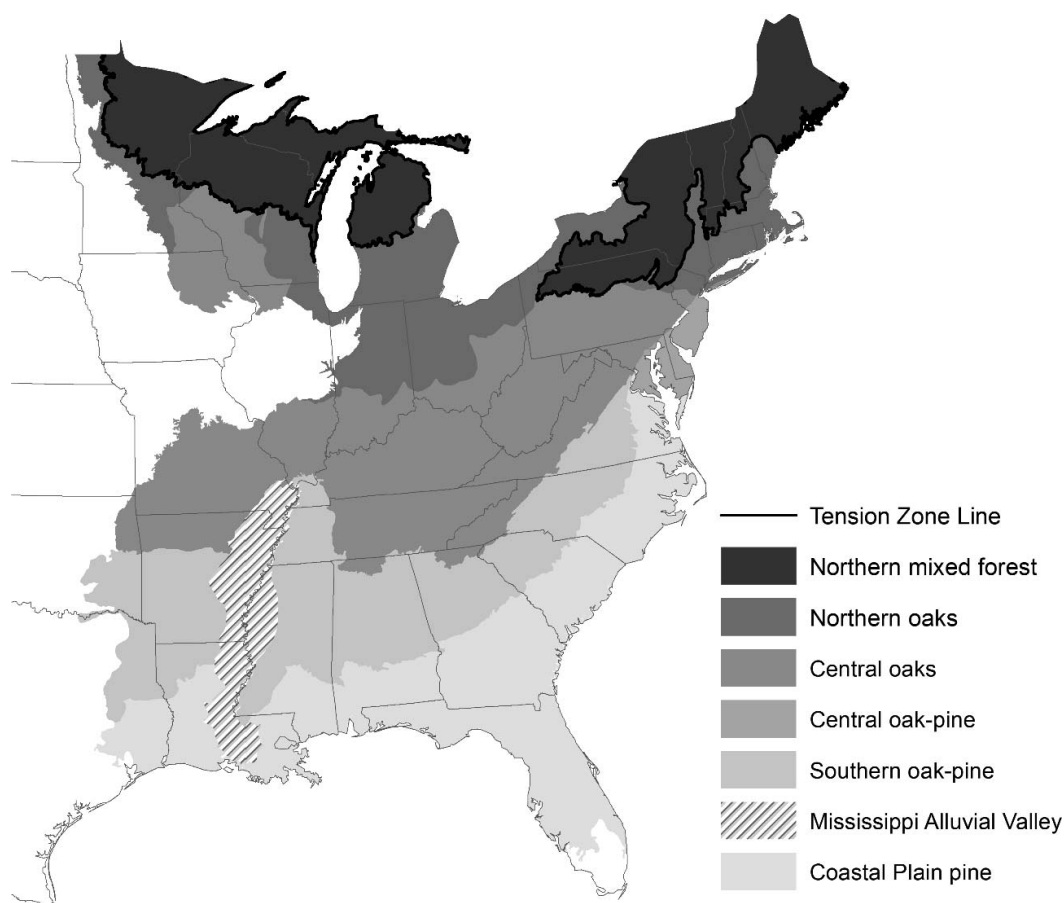 Tension Zone Line
Northern mixed forest
Northern oaks
Central oaks
Central oak-pine
Southern oak-pine
Mississippi Alluvial Valley
Coastal Plain pine